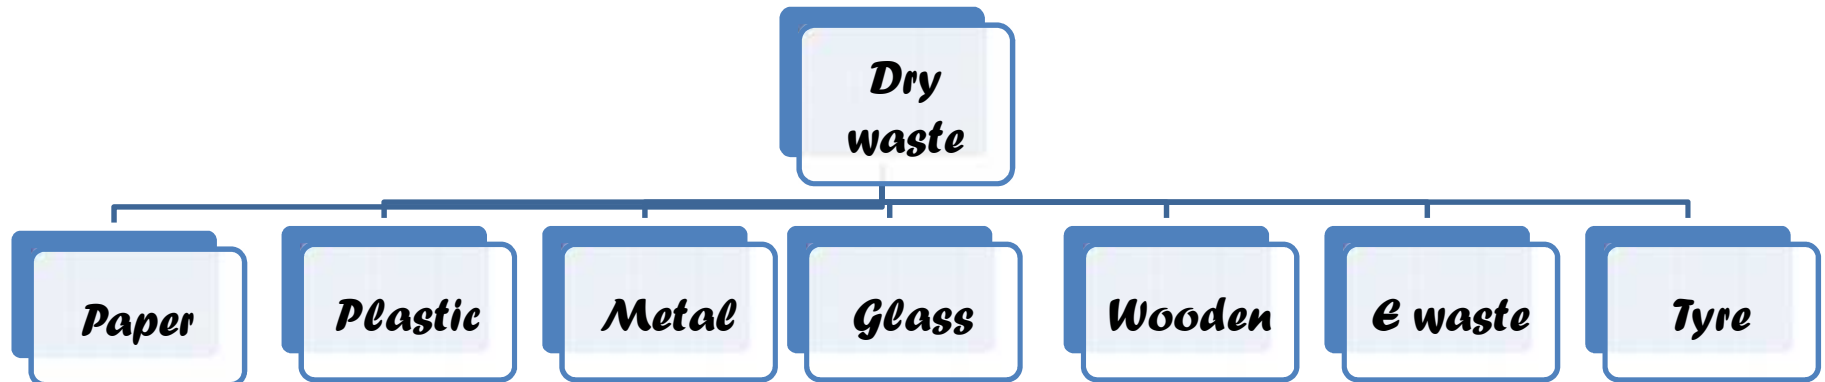 Dry
waste
Paper
Plastic
Metal
Glass
Wooden
E waste
Tyre